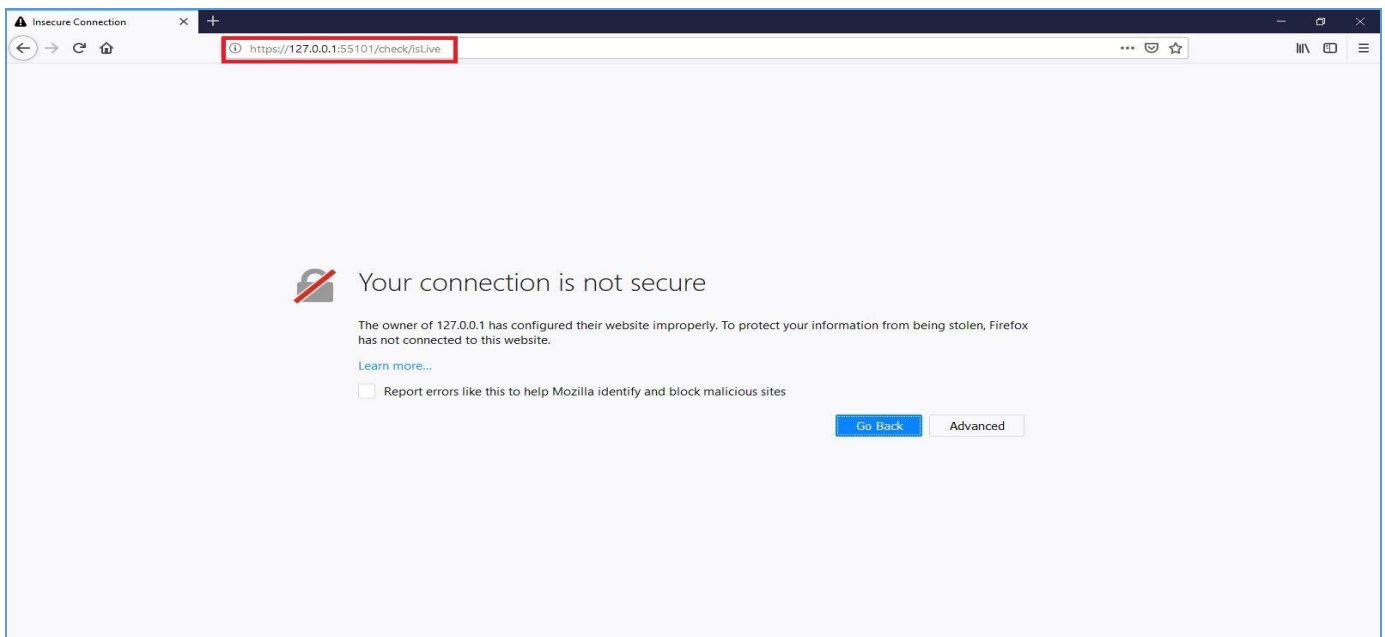 Insecure Connection
https://127.0.0.1:55101/check/isLive
Your connection is not secure
The owner of 127.0.0.1 has configured their website improperly. To protect your information from being stolen, Firefox
has not connected to this website.
Learn more...
Report errors like this to help Mozilla identify and block malicious sites
Go Back
Advanced